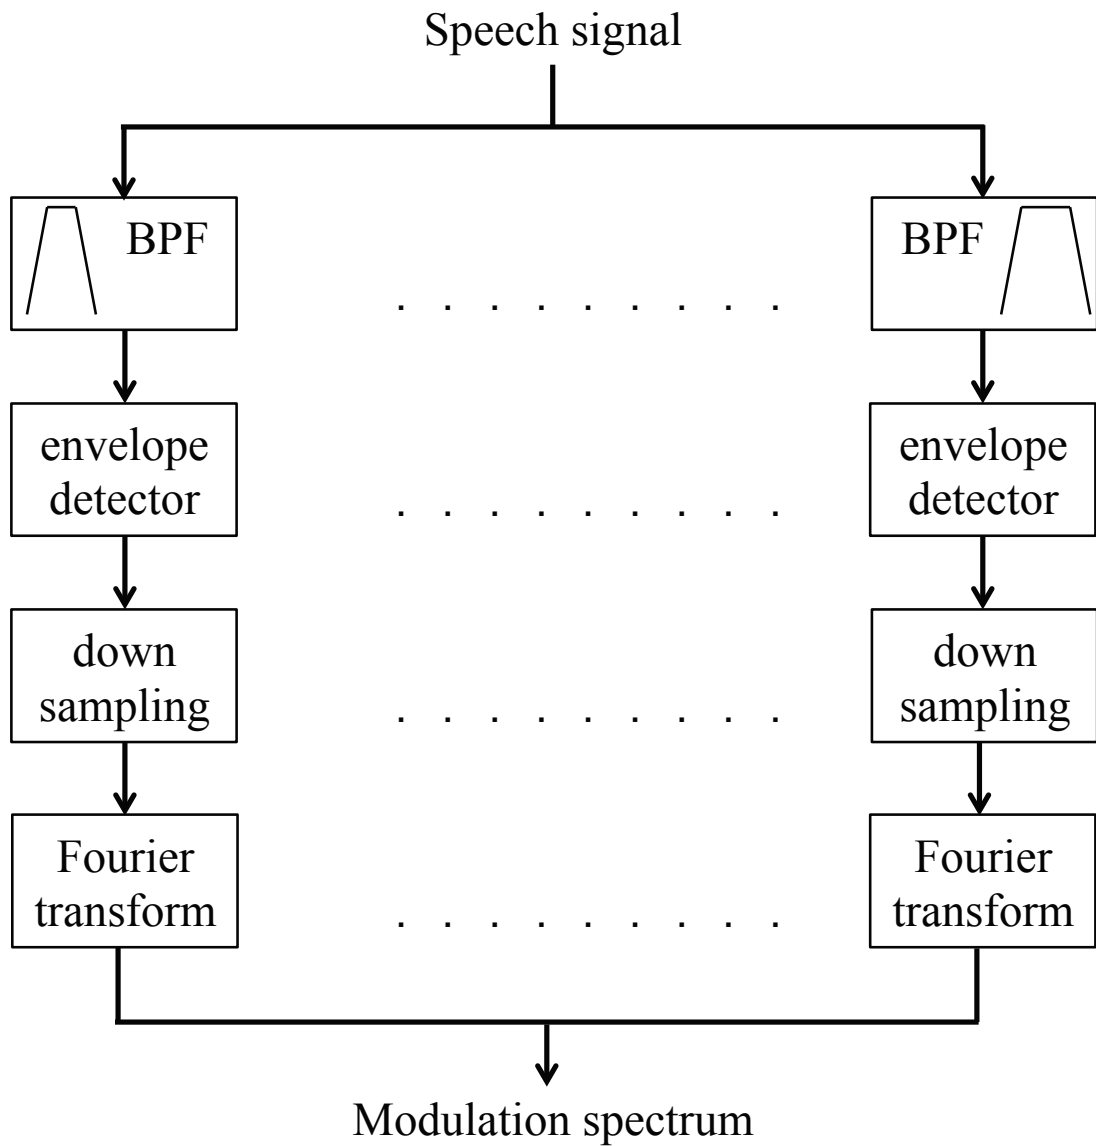 Speech signal
BPF
BPF
envelope
detector
envelope
detector
down
sampling
down
sampling
Fourier
transform
Fourier
transform
Modulation spectrum